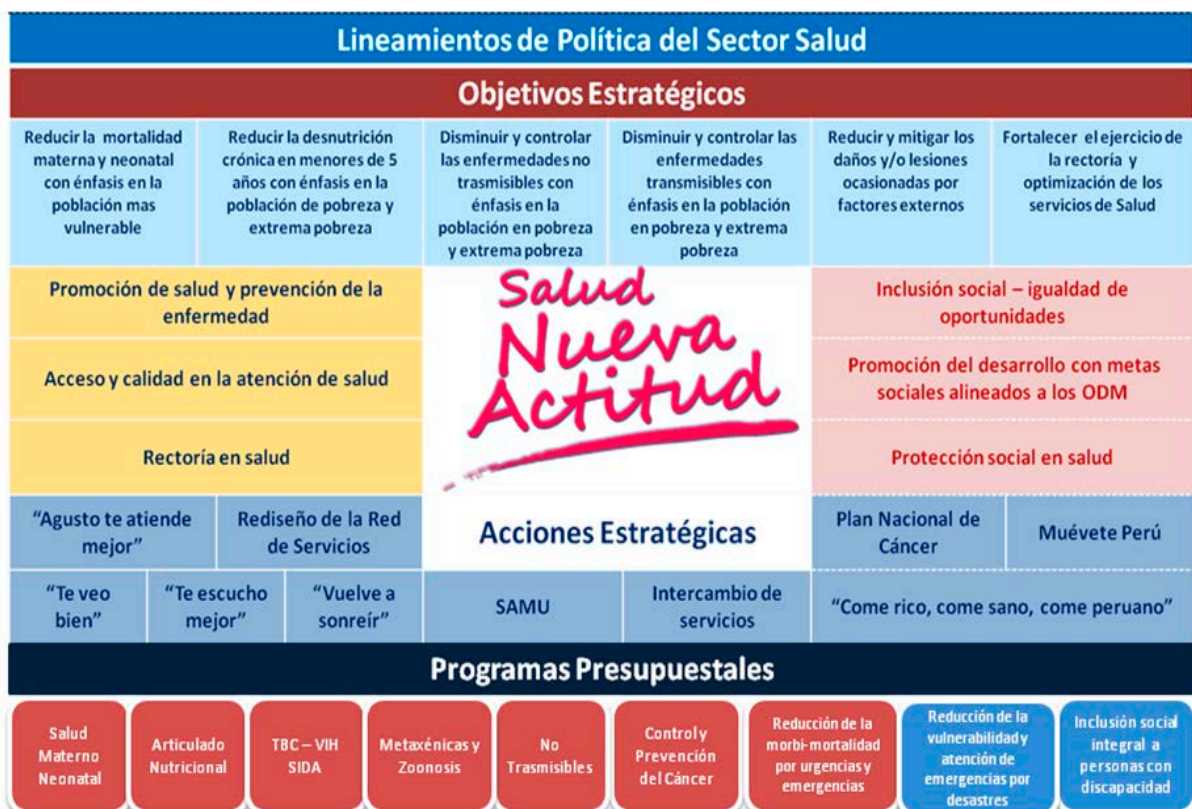 Lineamientos de Política del Sector Salud
Objetivos Estratégicos
Reducir la mortalidad
materna y neonatal
con énfasis en la
población mas
vulnerable
Reducir la desnutrición
crónica en menores de 5
años con énfasis en la
población de pobreza y
extrema pobreza
Disminuir y controlar
las enfermedades no
trasmisibles con
énfasis en la
población en pobreza
y extrema pobreza
Disminuir y controlar las
enfermedades
transmisibles con
énfasis en la población
en pobreza y extrema
pobreza
Reducir y mitigar los
daños y/o lesiones
ocasionadas por
factores externos
Fortalecer el ejercicio de
la rectoría y
optimización de los
servicios de Salud
Promoción de salud y prevención de la
enfermedad
Acceso y calidad en la atención de salud
Rectoría en salud
Salud
Nueva
Actitud
Inclusión social – igualdad de
oportunidades
Promoción del desarrollo con metas
sociales alineados a los ODM
Protección social en salud
"Agusto te atiende
mejor"
Rediseño de la Red
de Servicios
Acciones Estratégicas
Plan Nacional de
Cáncer
Muévete Perú
"Te veo
bien"
"Te escucho
mejor"
"Vuelve a
sonreír"
SAMU
Intercambio de
servicios
"Come rico, come sano, come peruano"
Programas Presupuestales
Salud
Materno
Neonatal
Articulado
Nutricional
TBC – VIH
SIDA
Metaxénicas y
Zoonosis
No
Trasmisibles
Control y
Prevención
del Cáncer
Reducción de la
morbi-mortalidad
por urgencias y
emergencias
Reducción de la
vulnerabilidad y
atención de
emergencias por
desastres
Inclusión social
integral a
personas con
discapacidad